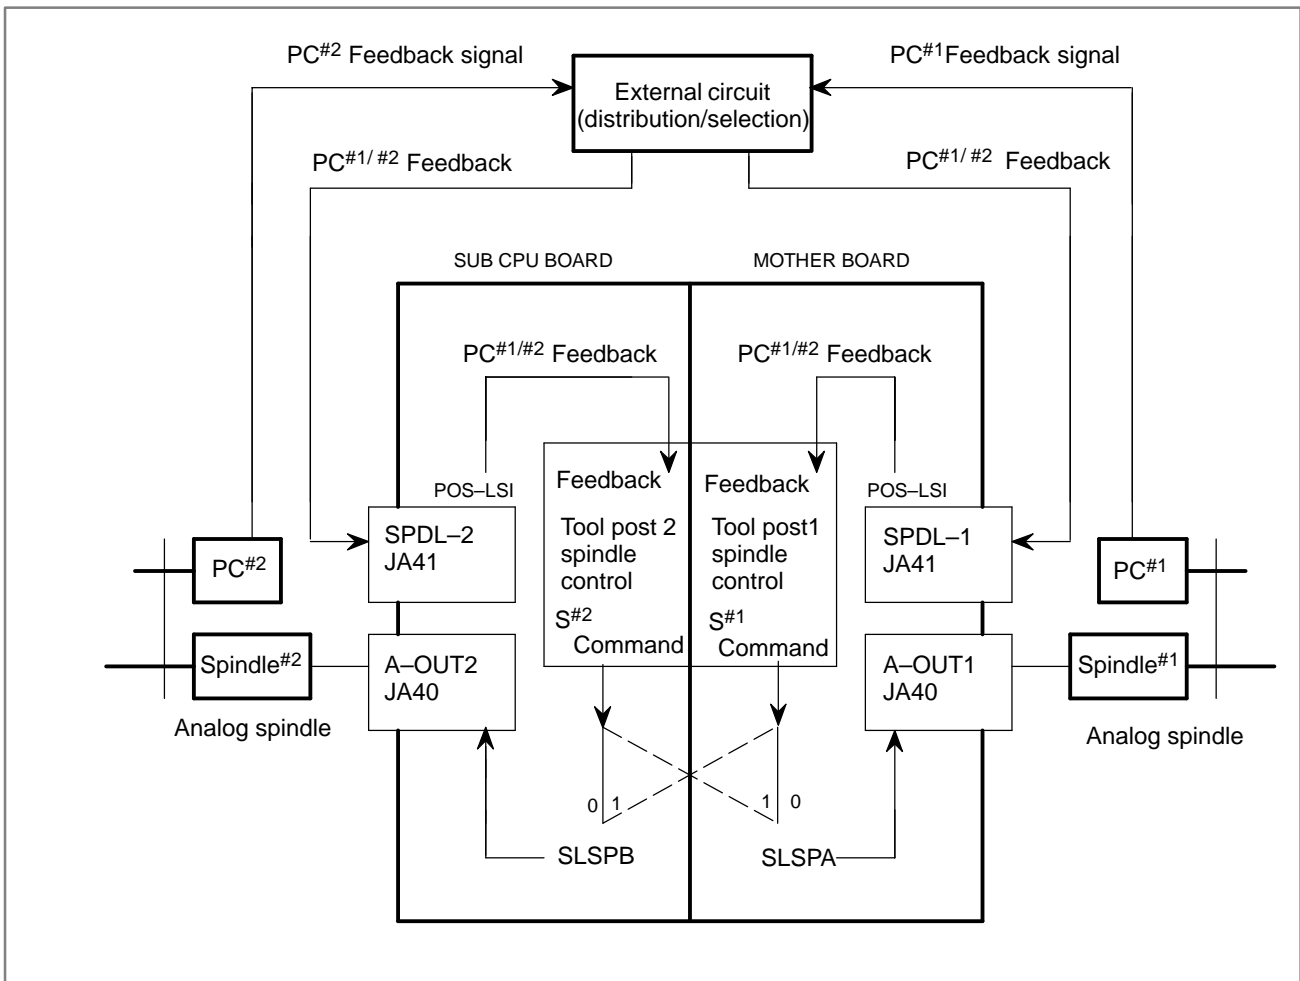 PC#2 Feedback signal
PC#1Feedback signal
External circuit
(distribution/selection)
PC#1/ #2 Feedback
PC#1/ #2 Feedback
SUB CPU BOARD
MOTHER BOARD
PC#1/#2 Feedback
PC#1/#2 Feedback
POS–LSI
Feedback
Feedback
POS–LSI
SPDL–2
JA41
Tool post 2
spindle
control
Tool post1
spindle
control
SPDL–1
JA41
PC#2
PC#1
S#2
Command
S#1
Command
Spindle#2
A–OUT2
JA40
A–OUT1
JA40
Spindle#1
Analog spindle
Analog spindle
0 1
1 0
SLSPB
SLSPA